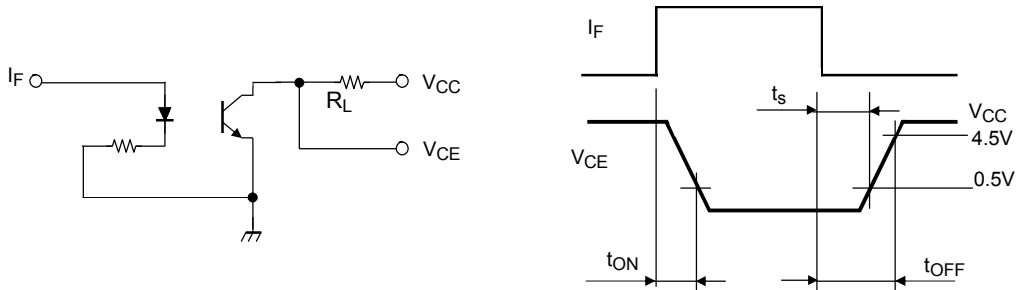 IF
RL
VCC
VCE
IF
ts
VCC
4.5V
VCE
0.5V
tON
tOFF